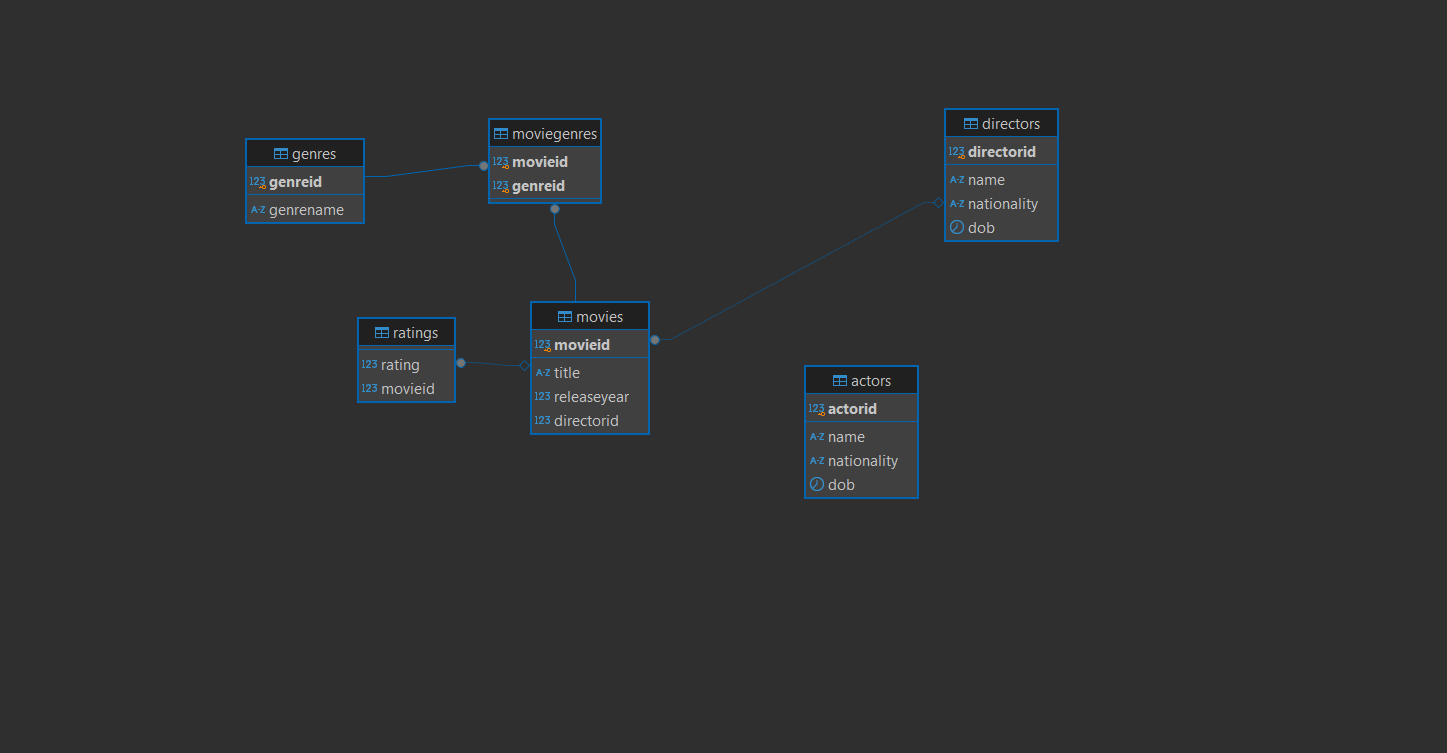 genres
123 genreid
A-Z genrename
moviegenres
123 movieid
123 genreid
directors
123 directorid
A-Z name
A-Z nationality
dob
ratings
123 rating
123 movieid
movies
123 movieid
A-Z title
123 releaseyear
123 directorid
actors
123 actorid
A-Z name
A-Z nationality
dob